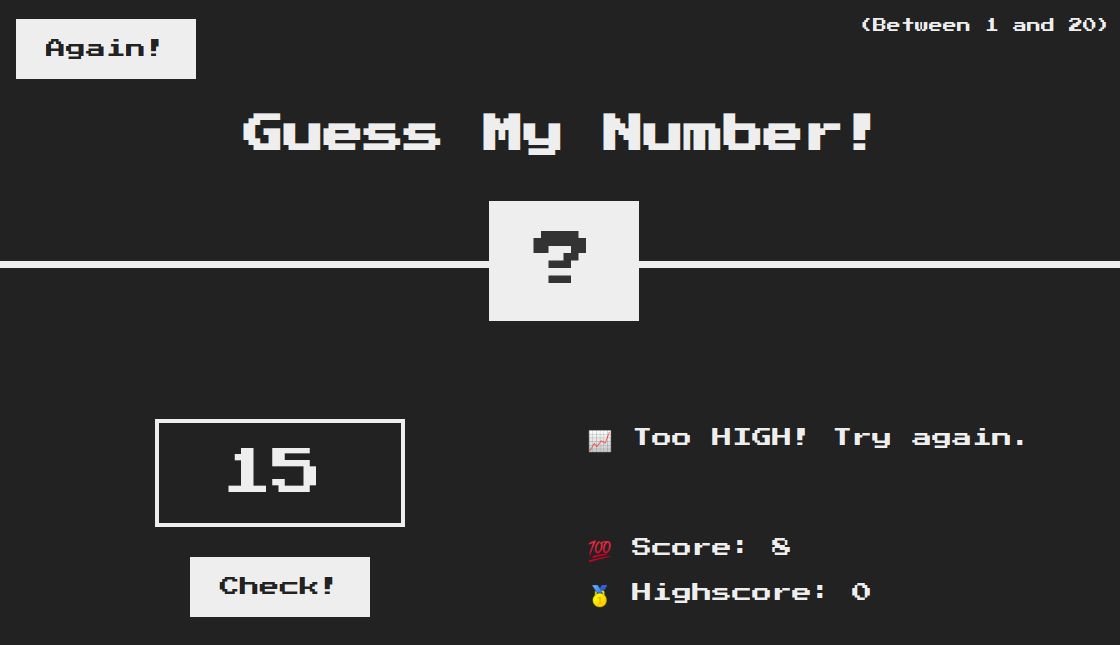 Again!
(Between 1 and 20)
Guess My Number!
?
15
Check!
📈 Too HIGH! Try again.
💯 Score: 8
🥇 Highscore: 0